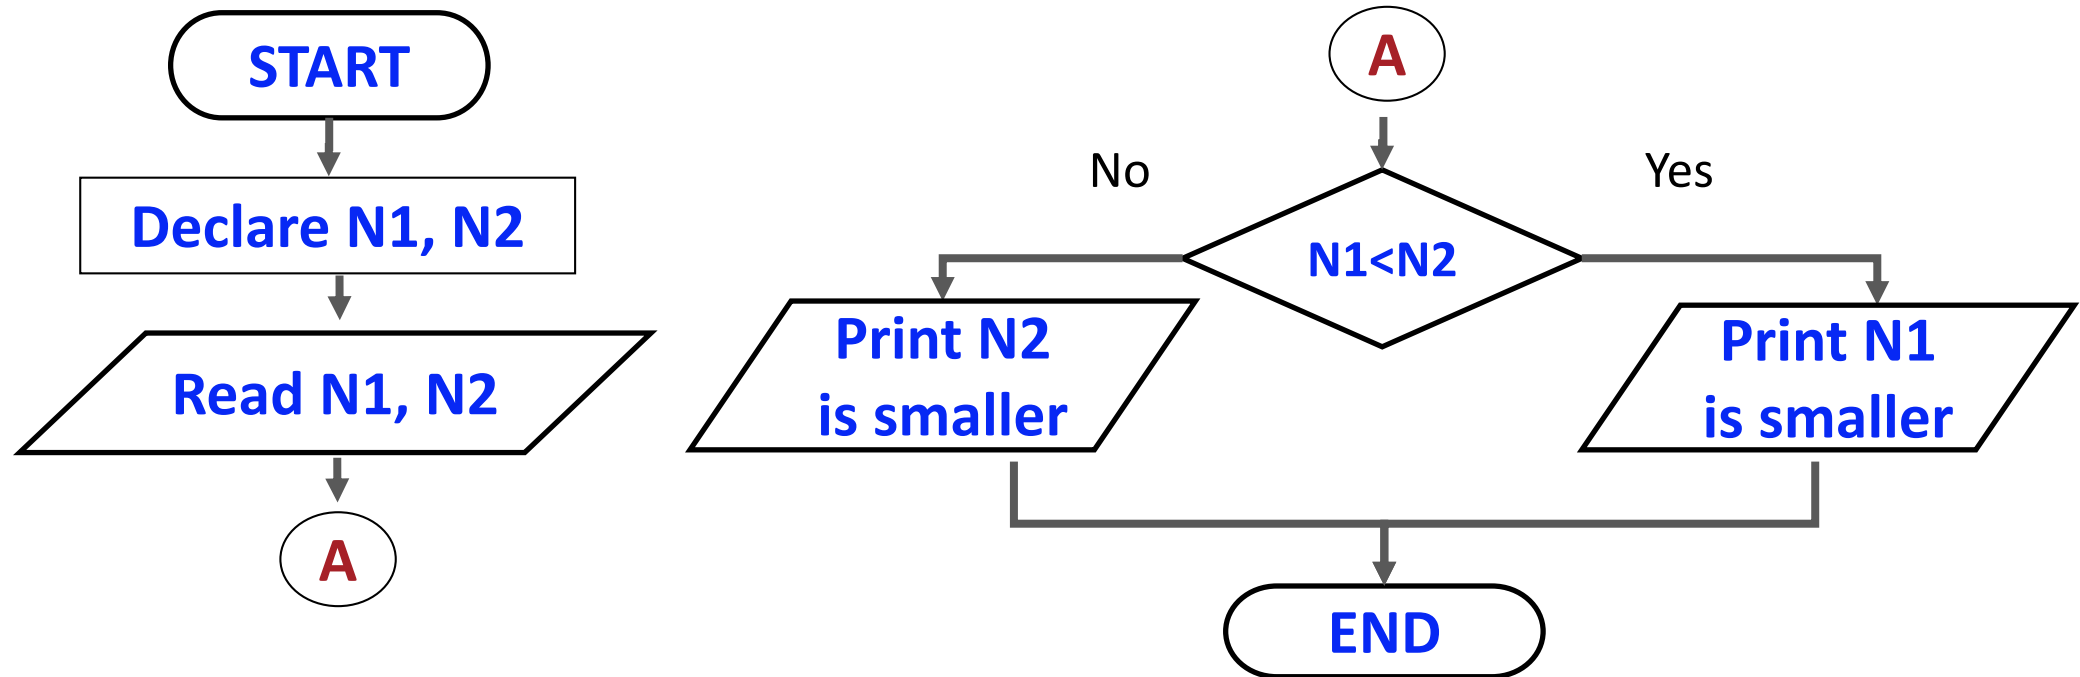 START
Declare N1, N2
Read N1, N2
A
A
No
Yes
N1<N2
Print N2
is smaller
Print N1
is smaller
END